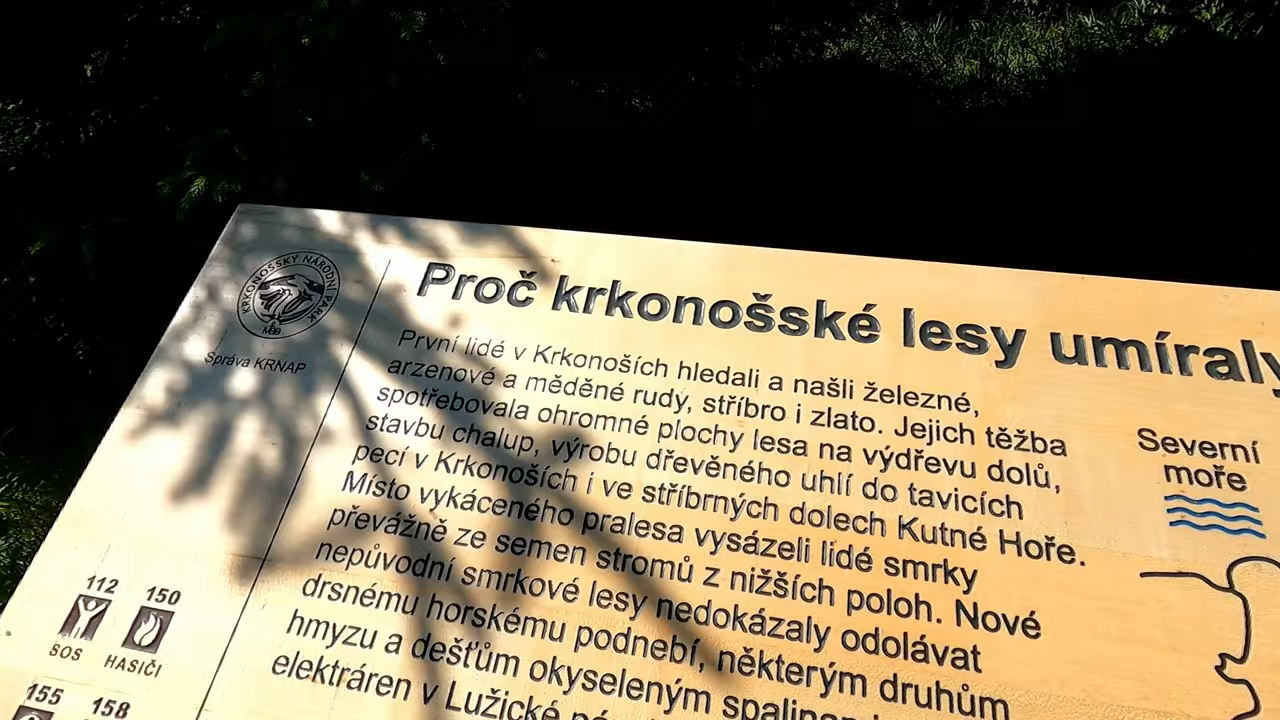 KRKONOŠSKÝ NÁRODNÍ PARK
Správa KRNAP
Proč krkonošské lesy umíraly
První lidé v Krkonoších hledali a našli železné,
arzenové a měděné rudy, stříbro i zlato. Jejich těžba
spotřebovala ohromné plochy lesa na výdřevu dolů,
stavbu chalup, výrobu dřevěného uhlí do tavicích
pecí v Krkonoších i ve stříbrných dolech Kutné Hoře.
Místo vykáceného pralesa vysázeli lidé smrky
převážně ze semen stromů z nižších poloh. Nové
nepůvodní smrkové lesy nedokázaly odolávat
drsnému horskému podnebí, některým druhům
hmyzu a dešťům okyseleným
elektráren v Lužické
Severní
moře
112
SOS
150
HASIČI
155
158